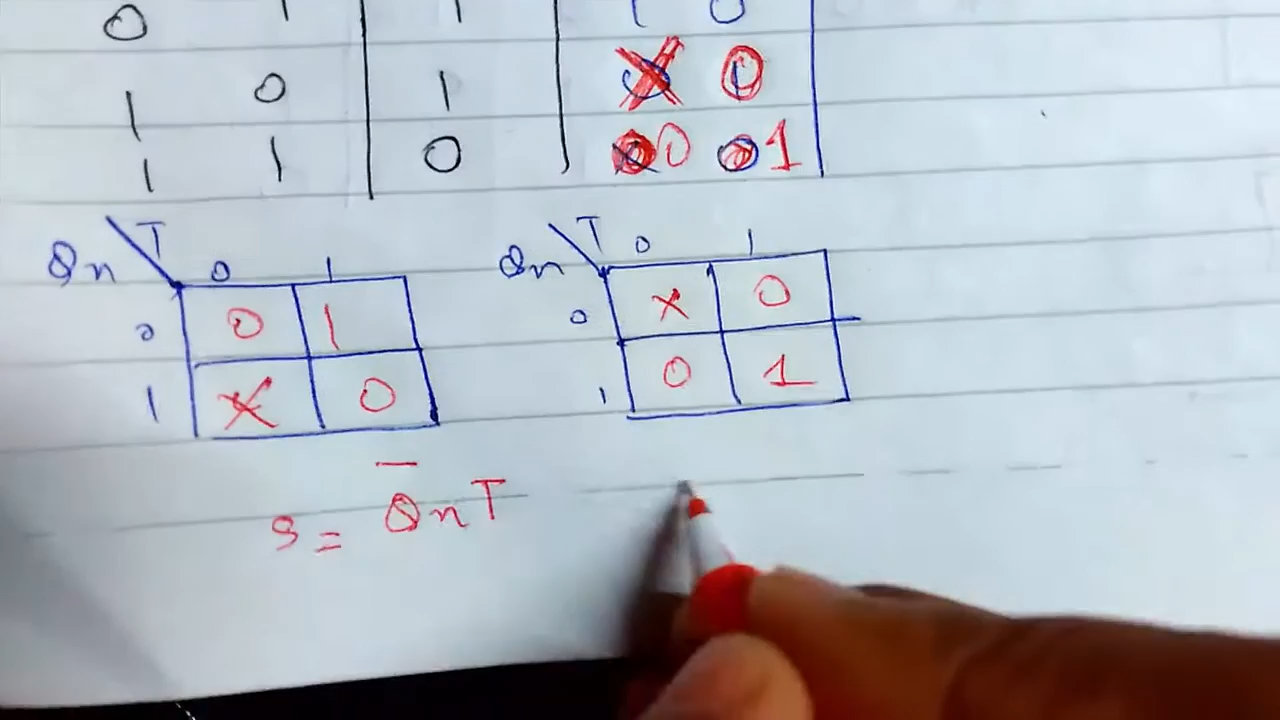 0 1 1 1 0
1 0 1 X 0
1 1 0 0 1
Qn T 0 1
0 0 1
1 X 0
Qn T 0 1
0 X 0
1 0 1
S = Q̅nT